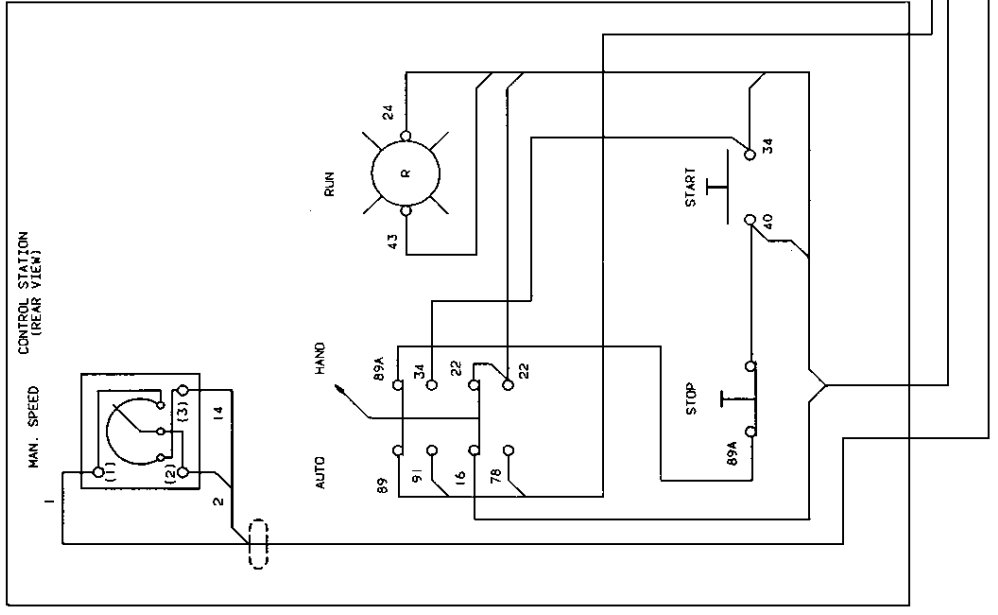 CONTROL STATION
(REAR VIEW)
MAN. SPEED
1
(1)
(2)
(3)
2
14
AUTO
HAND
RUN
89
91
16
78
89A
34
22
22
43
24
R
STOP
START
89A
40
34